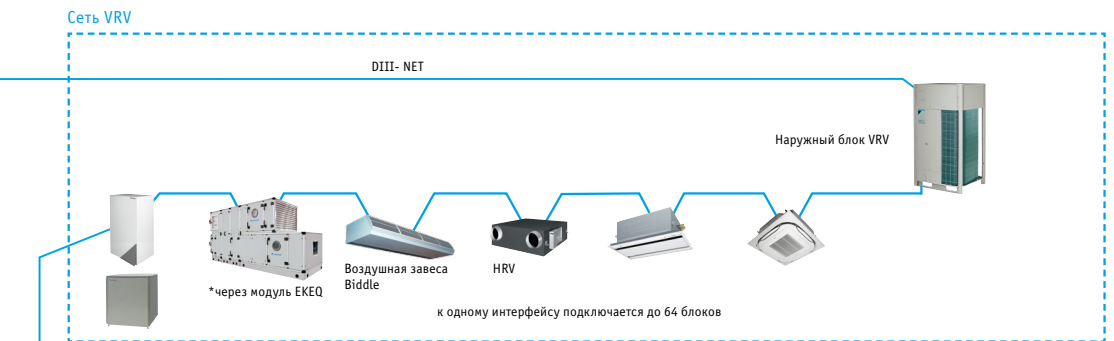 Сеть VRV
DIII- NET
Наружный блок VRV
Воздушная завеса
Biddle
HRV
*через модуль EKEQ
к одному интерфейсу подключается до 64 блоков